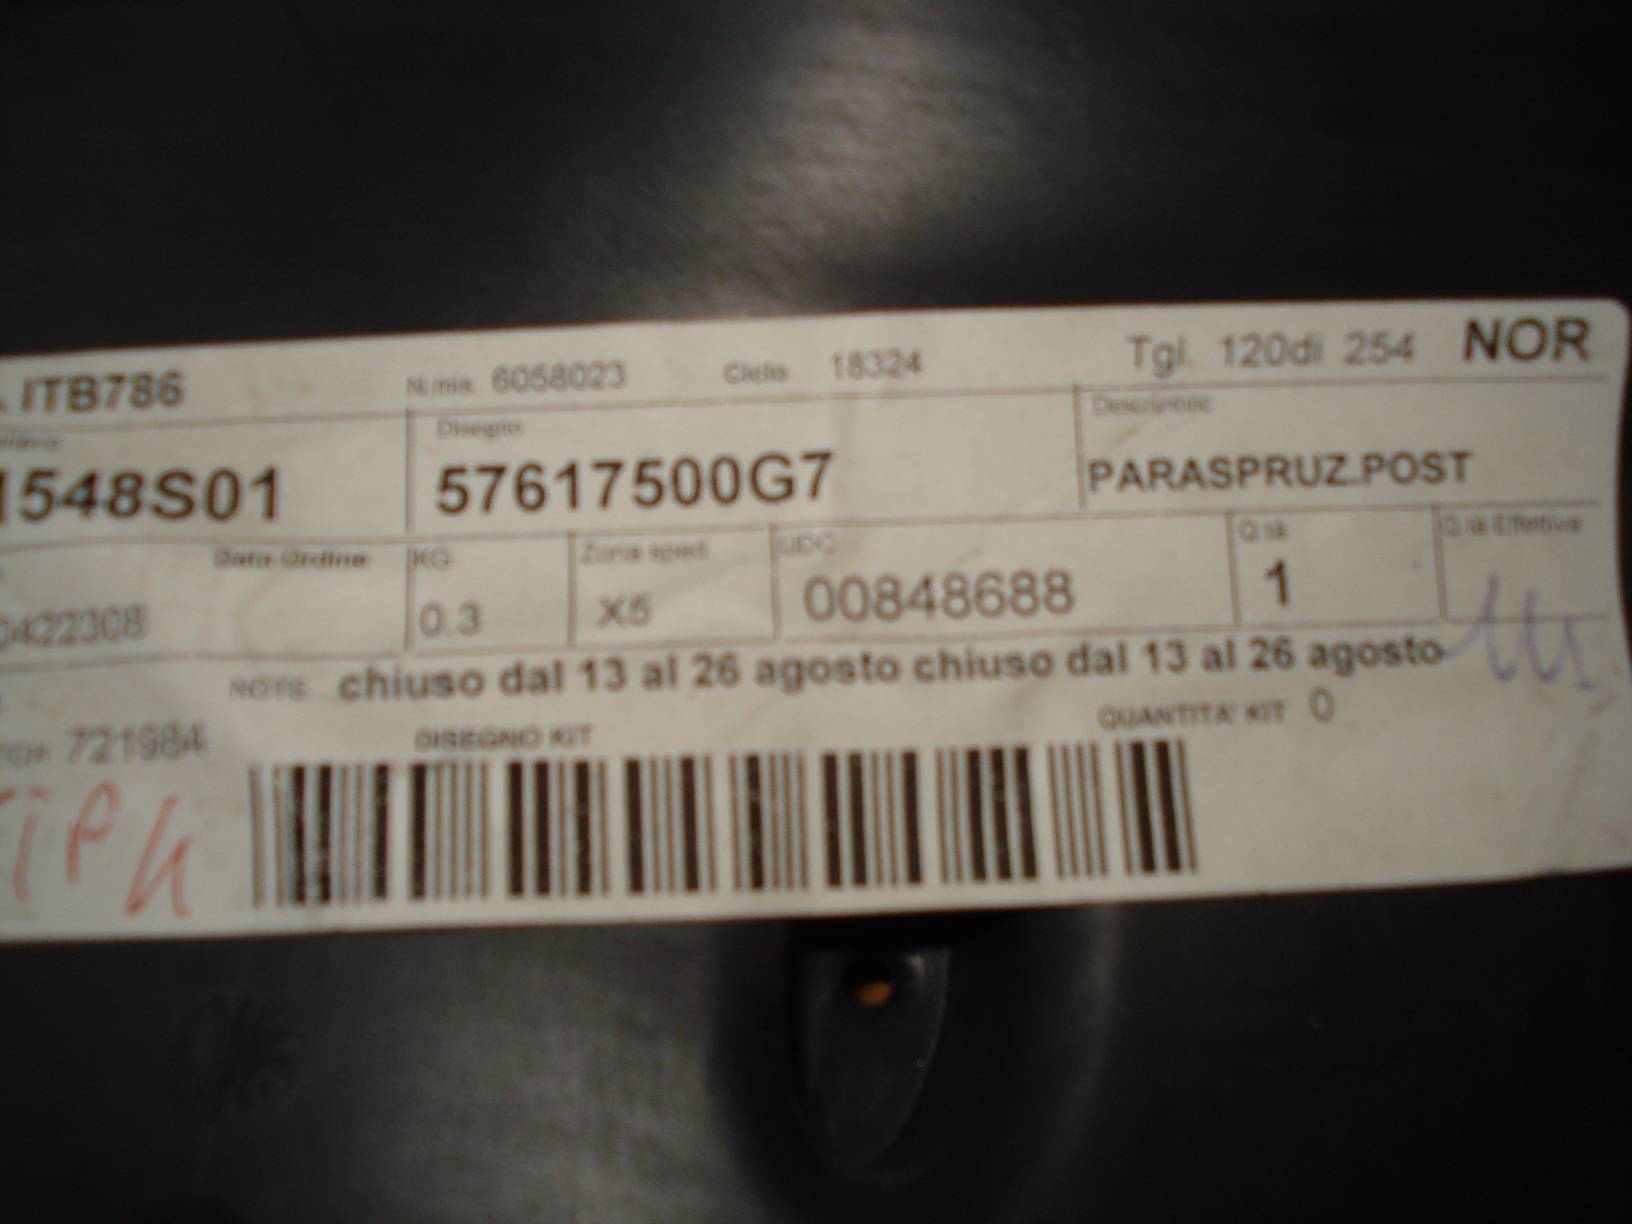 ITB786 N.mis. 6058023 Ciclo 18324 Tgl. 120di 254 NOR
Disegno Descrizione
1548S01 57617500G7 PARASPRUZ.POST
Data Ordine KG Zona sped. UDC Q.tà Q.tà Effettiva
0422308 0.3 X5 00848688 1
NOTE chiuso dal 13 al 26 agosto chiuso dal 13 al 26 agosto
721984 DISEGNO KIT QUANTITA' KIT 0